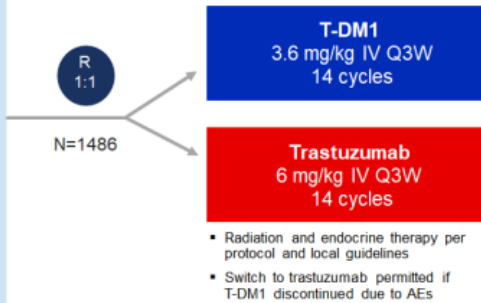 R
1:1
N=1486
T-DM1
3.6 mg/kg IV Q3W
14 cycles
Trastuzumab
6 mg/kg IV Q3W
14 cycles
▪ Radiation and endocrine therapy per
protocol and local guidelines
▪ Switch to trastuzumab permitted if
T-DM1 discontinued due to AEs